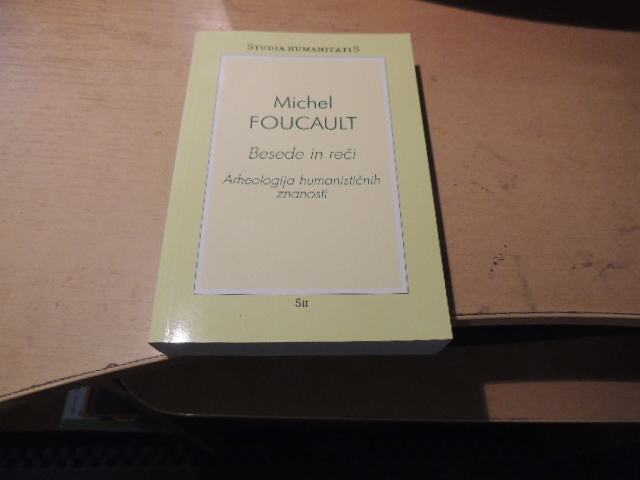 STUDIA HUMANITATIS
Michel
FOUCAULT
Besede in reči
Arheologija humanističnih
znanosti
SH